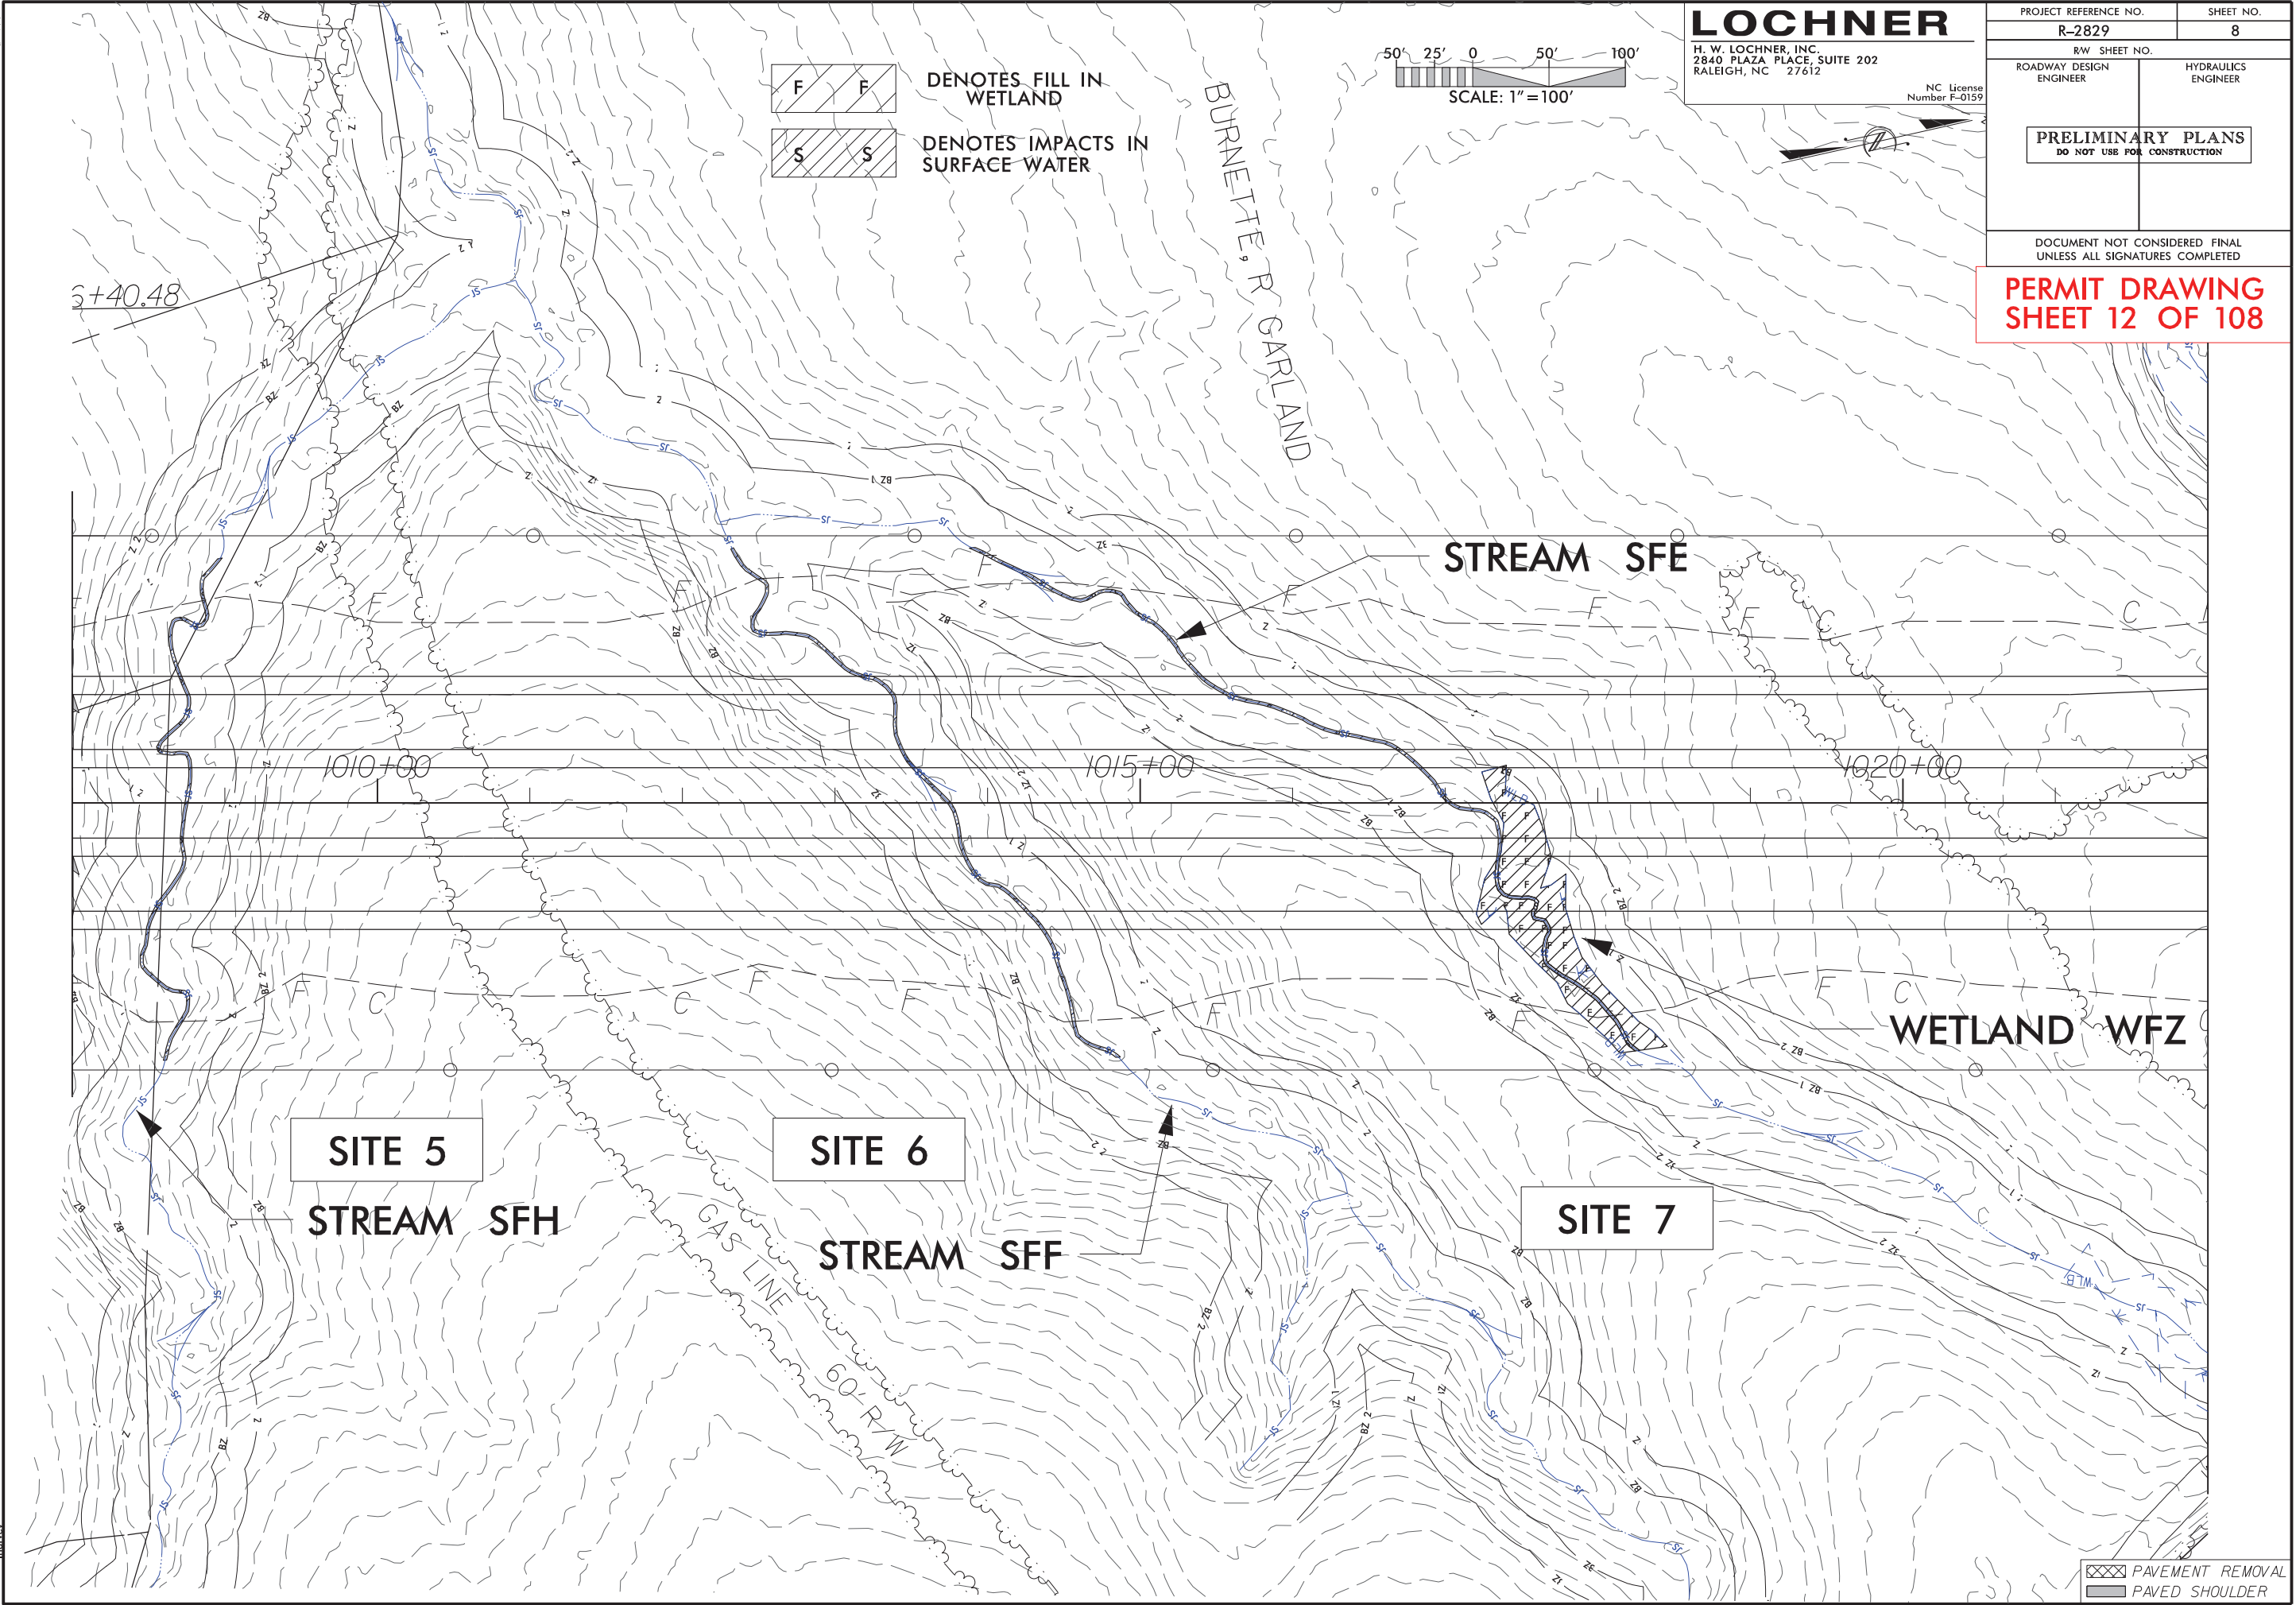 LOCHNER
H. W. LOCHNER, INC.
2840 PLAZA PLACE, SUITE 202
RALEIGH, NC 27612
NC License
Number F-0159
PROJECT REFERENCE NO.
SHEET NO.
R-2829
8
RW SHEET NO.
ROADWAY DESIGN
ENGINEER
HYDRAULICS
ENGINEER
PRELIMINARY PLANS
DO NOT USE FOR CONSTRUCTION
DOCUMENT NOT CONSIDERED FINAL
UNLESS ALL SIGNATURES COMPLETED
PERMIT DRAWING
SHEET 12 OF 108
50' 25' 0 50' 100'
SCALE: 1"=100'
F F
DENOTES FILL IN
WETLAND
S S
DENOTES IMPACTS IN
SURFACE WATER
BURNETTE, R GARLAND
6+40.48
STREAM SFE
1010+00
1015+00
1020+00
WETLAND WFZ
SITE 5
STREAM SFH
SITE 6
STREAM SFF
SITE 7
GAS LINE 60' R/W
WLB
PAVEMENT REMOVAL
PAVED SHOULDER